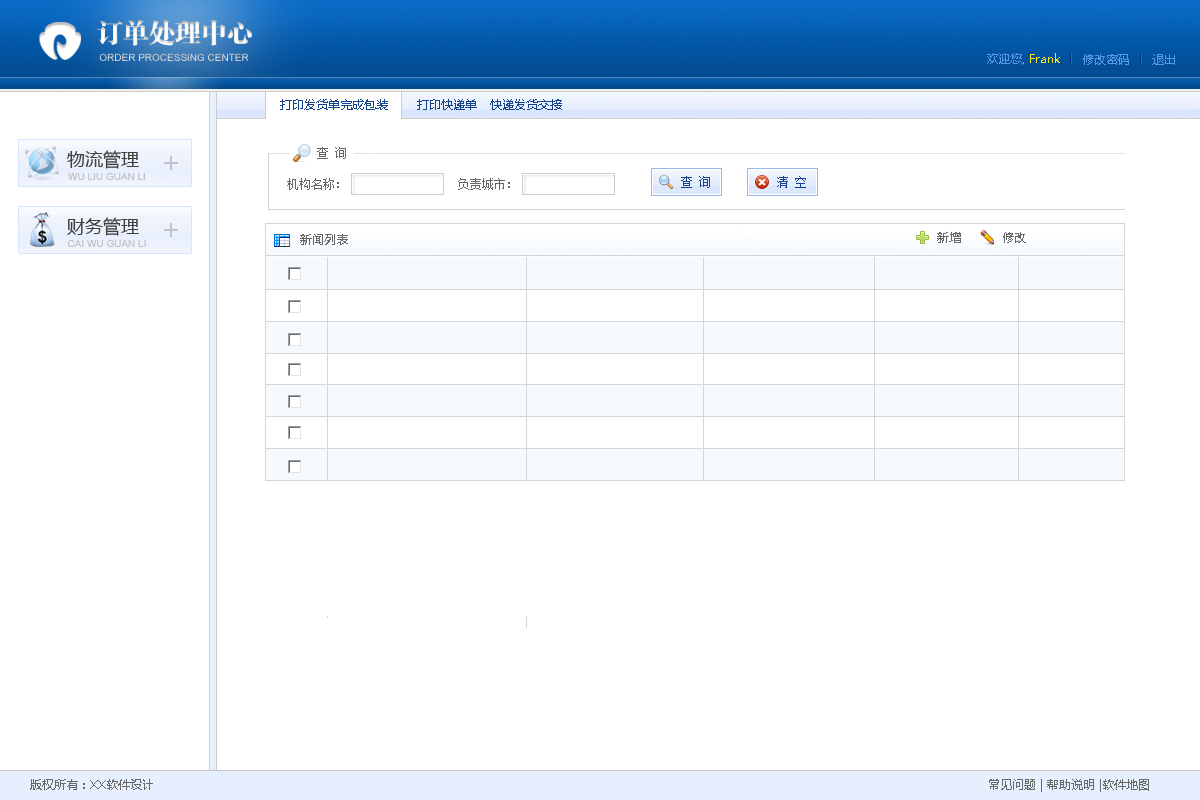 订单处理中心
ORDER PROCESSING CENTER
欢迎您, Frank | 修改密码 | 退出
打印发货单完成包装 打印快递单 快递发货交接
物流管理
WU LIU GUAN LI
财务管理
CAI WU GUAN LI
查 询
机构名称： 负责城市： 查 询 清 空
新闻列表 新增 修改
版权所有：XX软件设计 常见问题 | 帮助说明 |软件地图